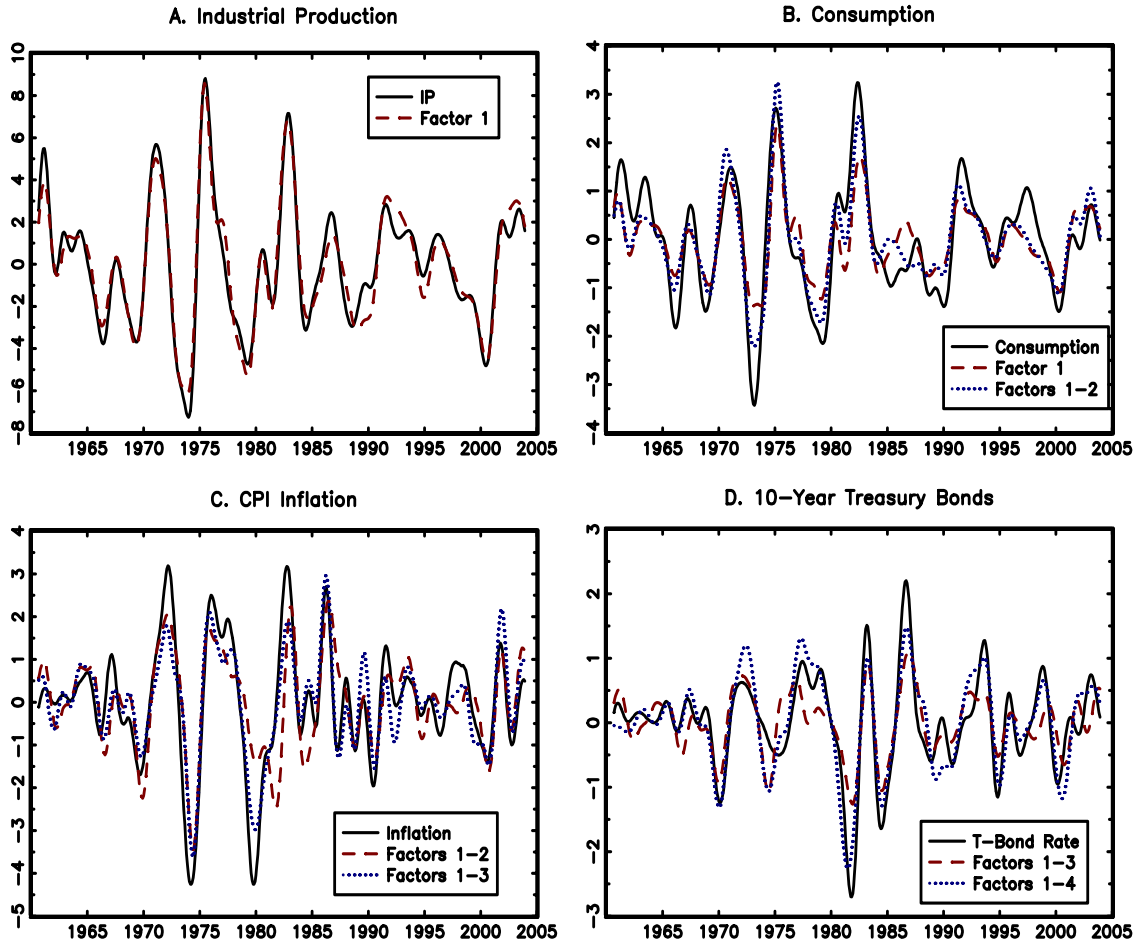 A. Industrial Production
10
8
6
4
2
0
−2
−4
−6
−8
1965 1970 1975 1980 1985 1990 1995 2000 2005
IP
Factor 1
B. Consumption
4
3
2
1
0
−1
−2
−3
−4
1965 1970 1975 1980 1985 1990 1995 2000 2005
Consumption
Factor 1
Factors 1−2
C. CPI Inflation
4
3
2
1
0
−1
−2
−3
−4
−5
1965 1970 1975 1980 1985 1990 1995 2000 2005
Inflation
Factors 1−2
Factors 1−3
D. 10−Year Treasury Bonds
3
2
1
0
−1
−2
−3
1965 1970 1975 1980 1985 1990 1995 2000 2005
T−Bond Rate
Factors 1−3
Factors 1−4